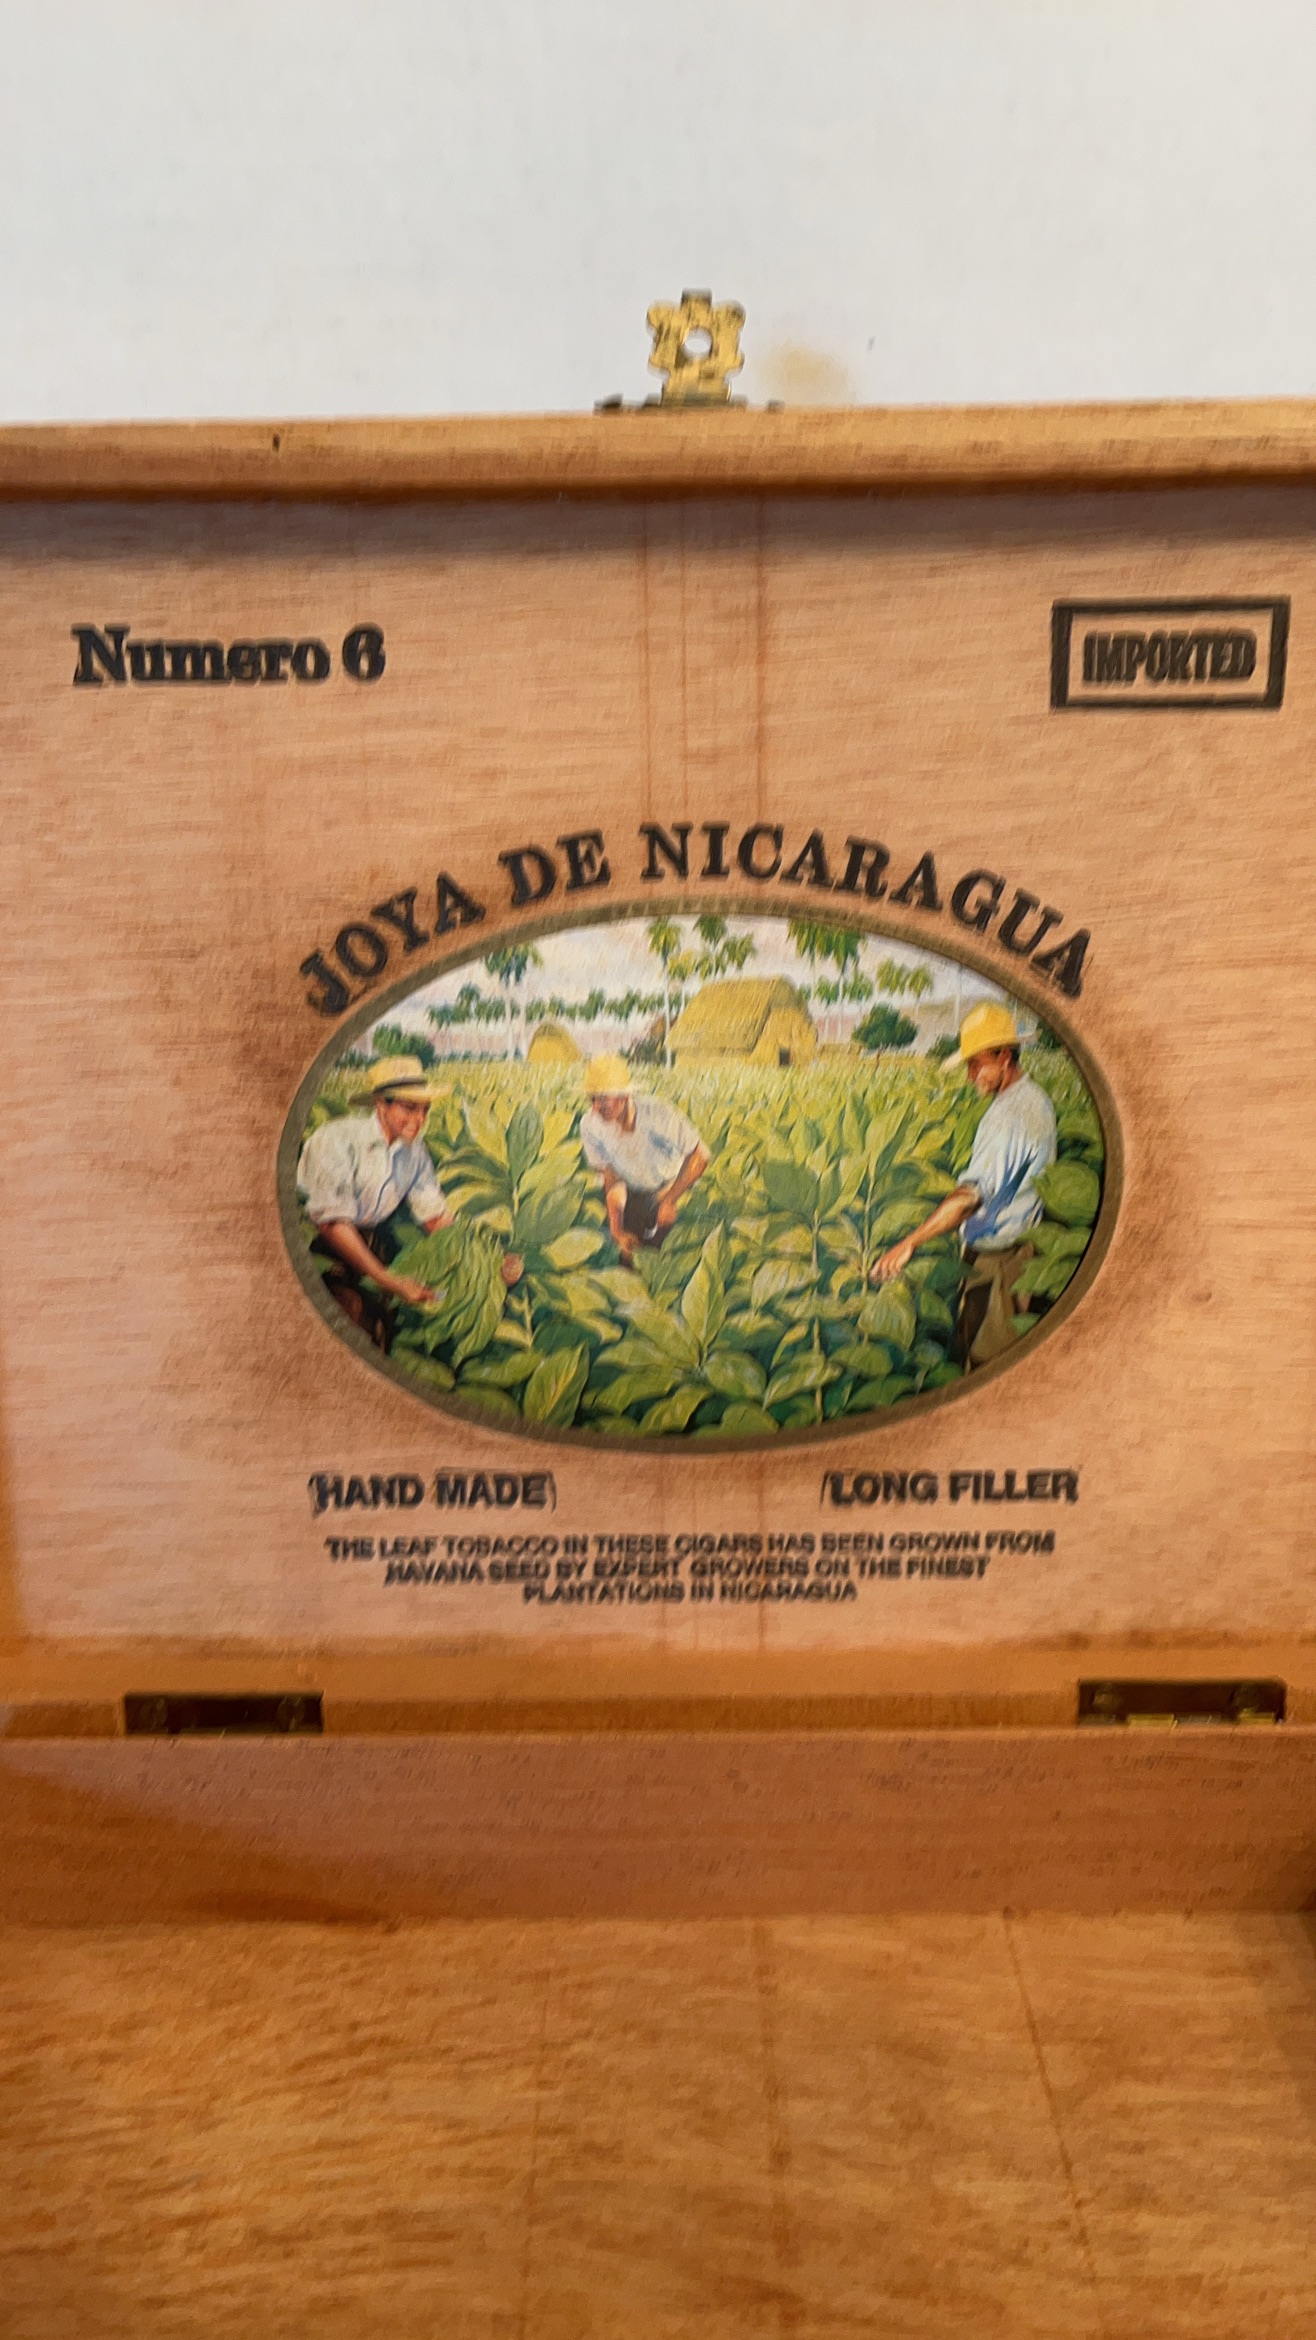 Numero 6
IMPORTED
JOYA DE NICARAGUA
HAND MADE
LONG FILLER
THE LEAF TOBACCO IN THESE CIGARS HAS BEEN GROWN FROM
HAVANA SEED BY EXPERT GROWERS ON THE FINEST
PLANTATIONS IN NICARAGUA